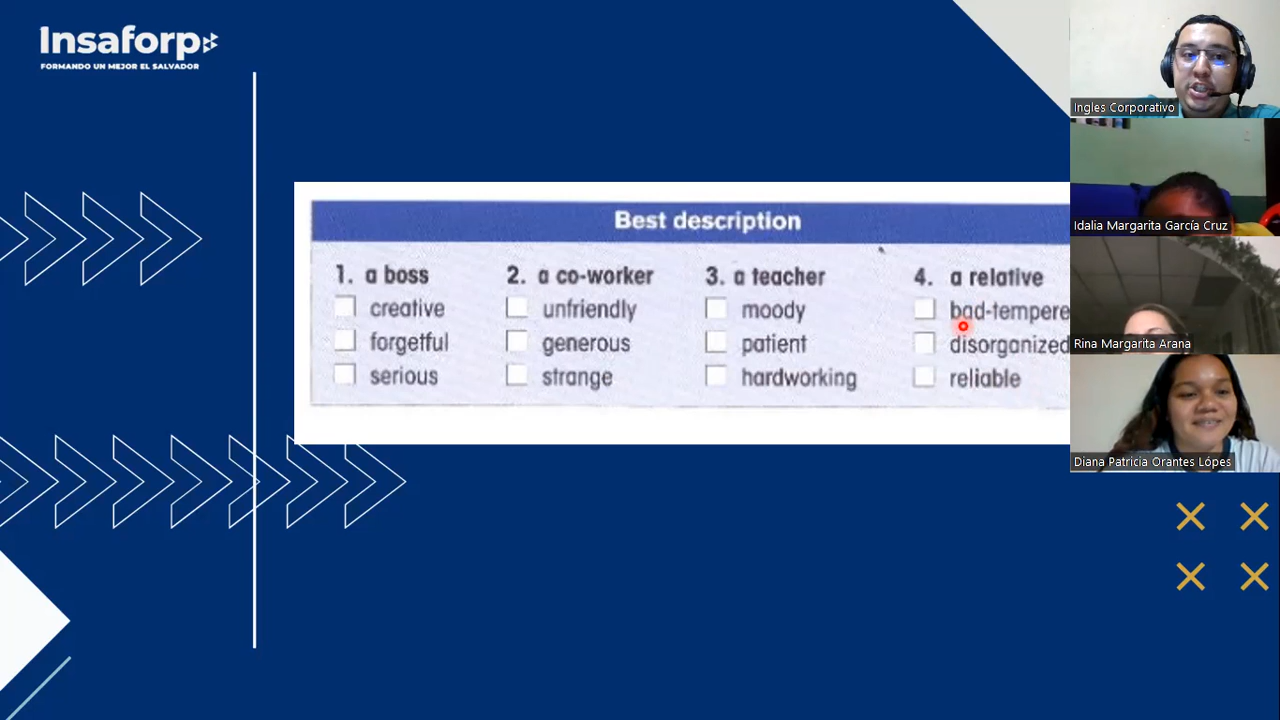 Insaforp
FORMANDO UN MEJOR EL SALVADOR
Best description
1. a boss
creative
forgetful
serious
2. a co-worker
unfriendly
generous
strange
3. a teacher
moody
patient
hardworking
4. a relative
bad-tempere
disorganized
reliable
Ingles Corporativo
Idalia Margarita García Cruz
Rina Margarita Arana
Diana Patricia Orantes Lópes